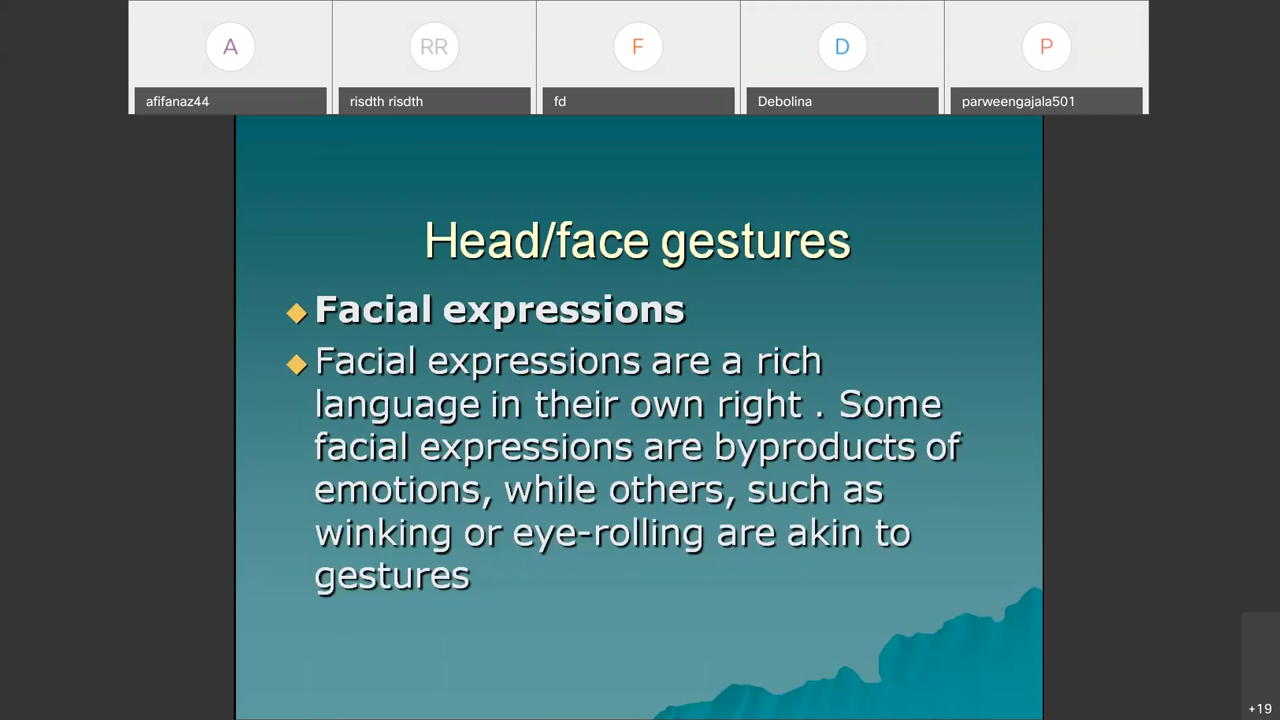 A
RR
F
D
P
afifanaz44
risdth risdth
fd
Debolina
parweengajala501
Head/face gestures
Facial expressions
Facial expressions are a rich
language in their own right . Some
facial expressions are byproducts of
emotions, while others, such as
winking or eye-rolling are akin to
gestures
+19